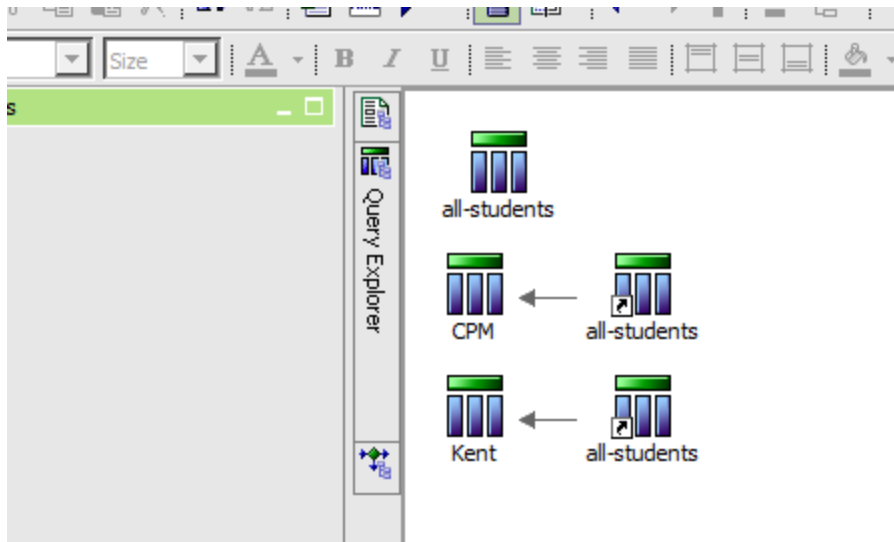 Size
A
B I U
s
Query Explorer
all-students
CPM
all-students
Kent
all-students